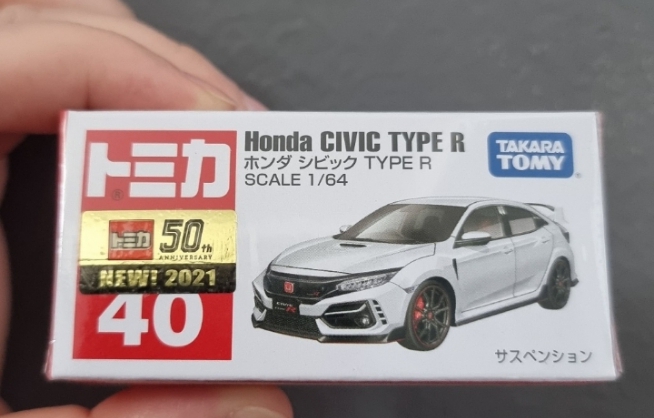 トミカ
®
トミカ 50th
ANNIVERSARY
NEW! 2021
40
Honda CIVIC TYPE R
ホンダ シビック TYPE R
SCALE 1/64
TAKARA
TOMY
サスペンション